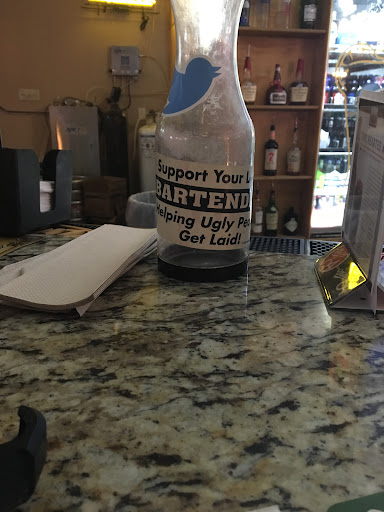 Support Your L
BARTEND
Helping Ugly Pe
Get Laid!